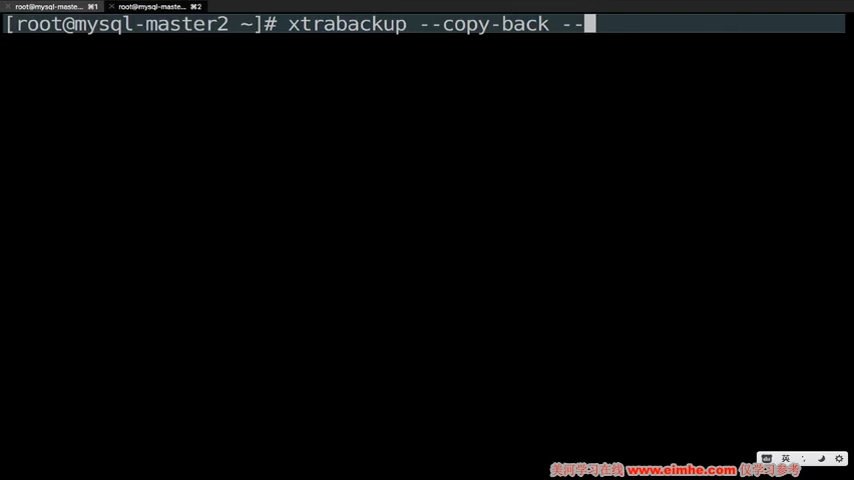 root@mysql-maste... ⌘1 root@mysql-maste... ⌘2
[root@mysql-master2 ~]# xtrabackup --copy-back --
英
美河学习在线 www.eimhe.com 仅学习参考